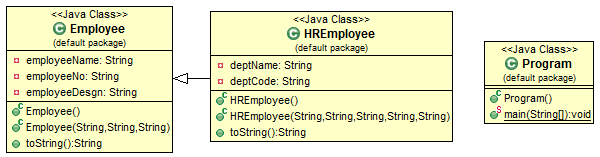 <<Java Class>>
Employee
(default package)
employeeName: String
employeeNo: String
employeeDesgn: String
Employee()
Employee(String,String,String)
toString():String
<<Java Class>>
HREmployee
(default package)
deptName: String
deptCode: String
HREmployee()
HREmployee(String,String,String,String,String)
toString():String
<<Java Class>>
Program
(default package)
Program()
main(String[]):void